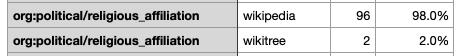 org:political/religious_affiliation wikipedia 96 98.0%
org:political/religious_affiliation wikitree 2 2.0%